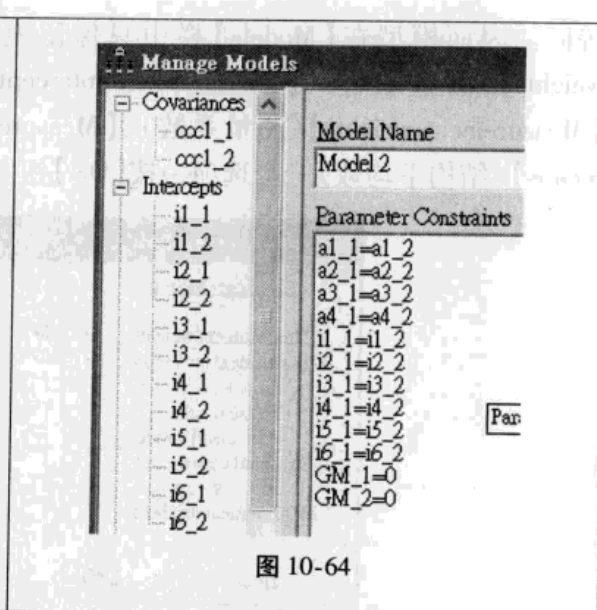 Manage Models
Covariances
ccc1_1
ccc1_2
Intercepts
i1_1
i1_2
i2_1
i2_2
i3_1
i3_2
i4_1
i4_2
i5_1
i5_2
i6_1
i6_2
Model Name
Model 2
Parameter Constraints
a1_1=a1_2
a2_1=a2_2
a3_1=a3_2
a4_1=a4_2
i1_1=i1_2
i2_1=i2_2
i3_1=i3_2
i4_1=i4_2
i5_1=i5_2
i6_1=i6_2
GM_1=0
GM_2=0
Par
图 10-64